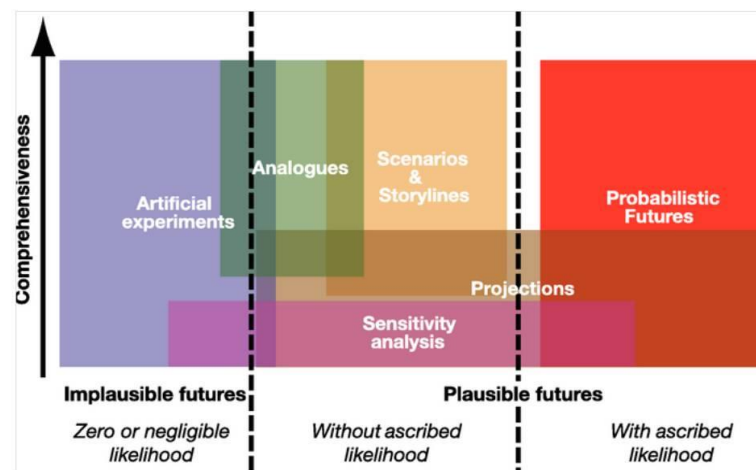 Comprehensiveness
Artificial
experiments
Analogues
Scenarios
&
Storylines
Probabilistic
Futures
Projections
Sensitivity
analysis
Implausible futures
Plausible futures
Zero or negligible
likelihood
Without ascribed
likelihood
With ascribed
likelihood